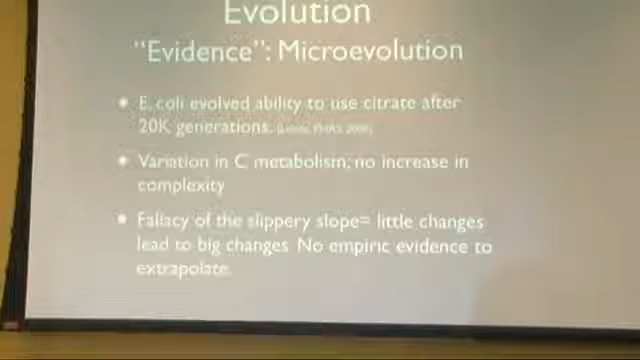 Evolution
"Evidence": Microevolution
• E. coli evolved ability to use citrate after
20K generations.
• Variation in C metabolism; no increase in
complexity
• Fallacy of the slippery slope= little changes
lead to big changes. No empiric evidence to
extrapolate.